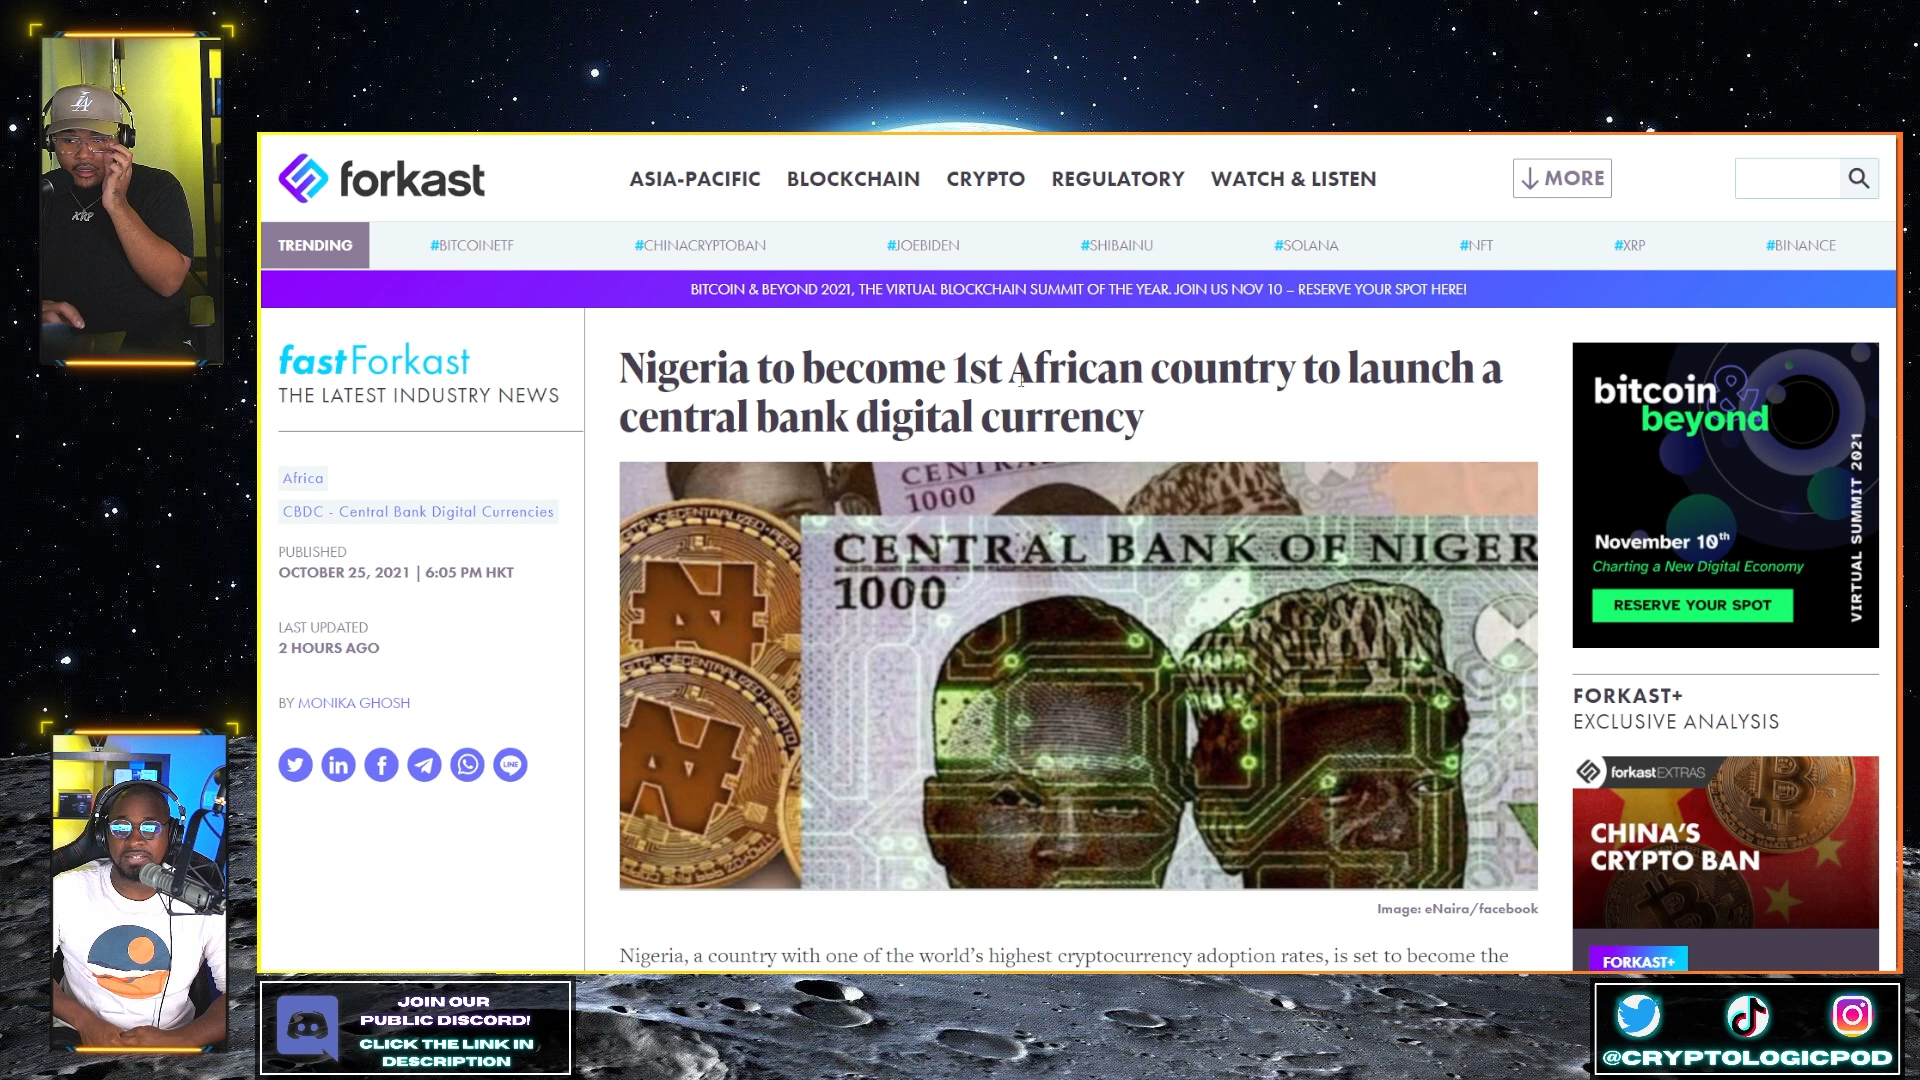 LA
XRP
forkast
ASIA-PACIFIC BLOCKCHAIN CRYPTO REGULATORY WATCH & LISTEN
MORE
TRENDING #BITCOINETF #CHINACRYPTOBAN #JOEBIDEN #SHIBAINU #SOLANA #NFT #XRP #BINANCE
BITCOIN & BEYOND 2021, THE VIRTUAL BLOCKCHAIN SUMMIT OF THE YEAR. JOIN US NOV 10 – RESERVE YOUR SPOT HERE!
fastForkast
THE LATEST INDUSTRY NEWS
Africa
CBDC - Central Bank Digital Currencies
PUBLISHED
OCTOBER 25, 2021 | 6:05 PM HKT
LAST UPDATED
2 HOURS AGO
BY MONIKA GHOSH
LINE
Nigeria to become 1st African country to launch a
central bank digital currency
CENTRAL
1000
CENTRAL BANK OF NIGER
1000
Image: eNaira/facebook
Nigeria, a country with one of the world's highest cryptocurrency adoption rates, is set to become the
bitcoin &
beyond
November 10th
Charting a New Digital Economy
RESERVE YOUR SPOT
VIRTUAL SUMMIT 2021
FORKAST+
EXCLUSIVE ANALYSIS
forkastEXTRAS
CHINA'S
CRYPTO BAN
FORKAST+
JOIN OUR
PUBLIC DISCORD!
CLICK THE LINK IN
DESCRIPTION
@CRYPTOLOGICPOD